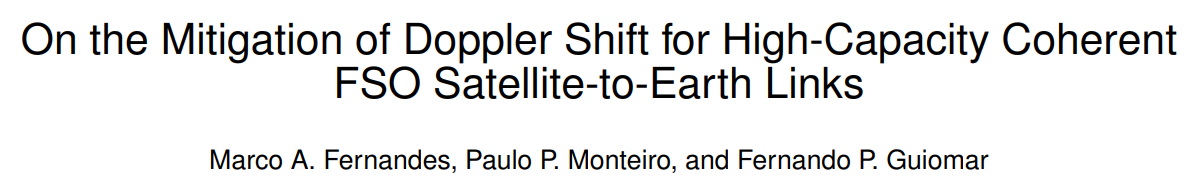 On the Mitigation of Doppler Shift for High-Capacity Coherent
FSO Satellite-to-Earth Links
Marco A. Fernandes, Paulo P. Monteiro, and Fernando P. Guiomar